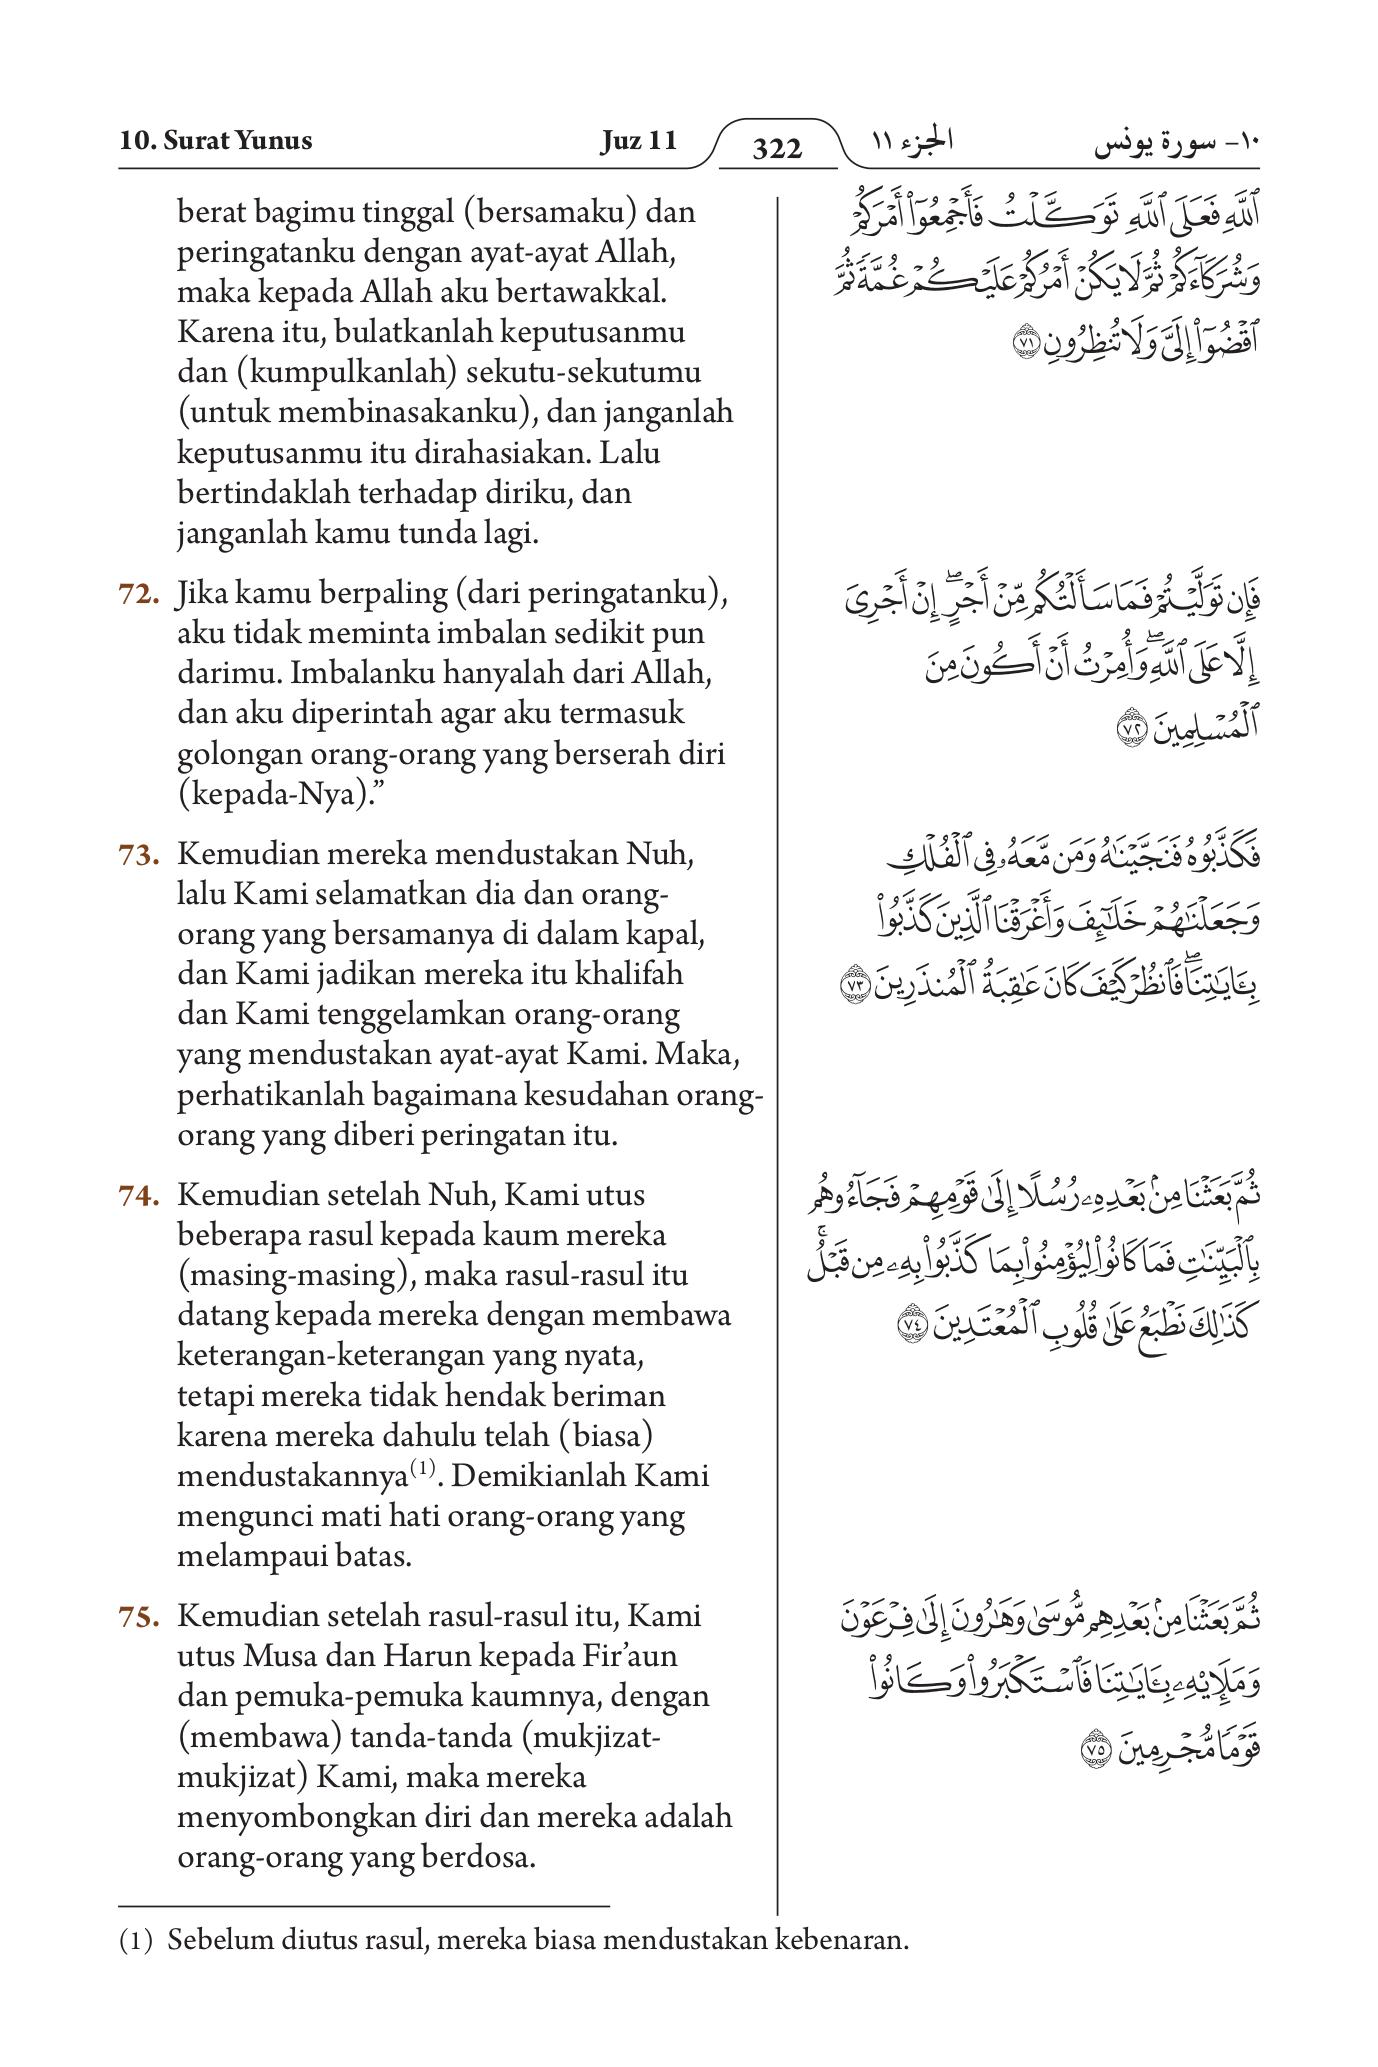 10. Surat Yunus
Juz 11
322
الجزء ١١
١٠- سورة يونس
berat bagimu tinggal (bersamaku) dan
peringatanku dengan ayat-ayat Allah,
maka kepada Allah aku bertawakkal.
Karena itu, bulatkanlah keputusanmu
dan (kumpulkanlah) sekutu-sekutumu
(untuk membinasakanku), dan janganlah
keputusanmu itu dirahasiakan. Lalu
bertindaklah terhadap diriku, dan
janganlah kamu tunda lagi.
72. Jika kamu berpaling (dari peringatanku),
aku tidak meminta imbalan sedikit pun
darimu. Imbalanku hanyalah dari Allah,
dan aku diperintah agar aku termasuk
golongan orang-orang yang berserah diri
(kepada-Nya).”
73. Kemudian mereka mendustakan Nuh,
lalu Kami selamatkan dia dan orang-
orang yang bersamanya di dalam kapal,
dan Kami jadikan mereka itu khalifah
dan Kami tenggelamkan orang-orang
yang mendustakan ayat-ayat Kami. Maka,
perhatikanlah bagaimana kesudahan orang-
orang yang diberi peringatan itu.
74. Kemudian setelah Nuh, Kami utus
beberapa rasul kepada kaum mereka
(masing-masing), maka rasul-rasul itu
datang kepada mereka dengan membawa
keterangan-keterangan yang nyata,
tetapi mereka tidak hendak beriman
karena mereka dahulu telah (biasa)
mendustakannya(1). Demikianlah Kami
mengunci mati hati orang-orang yang
melampaui batas.
75. Kemudian setelah rasul-rasul itu, Kami
utus Musa dan Harun kepada Fir’aun
dan pemuka-pemuka kaumnya, dengan
(membawa) tanda-tanda (mukjizat-
mukjizat) Kami, maka mereka
menyombongkan diri dan mereka adalah
orang-orang yang berdosa.
ٱللَّهِ فَعَلَى ٱللَّهِ تَوَكَّلْتُ فَأَجْمِعُوٓا۟ أَمْرَكُمْ
وَشُرَكَآءَكُمْ ثُمَّ لَا يَكُنْ أَمْرُكُمْ عَلَيْكُمْ غُمَّةً ثُمَّ
ٱقْضُوٓا۟ إِلَىَّ وَلَا تُنظِرُونِ ٧١
فَإِن تَوَلَّيْتُمْ فَمَا سَأَلْتُكُم مِّنْ أَجْرٍ ۖ إِنْ أَجْرِىَ
إِلَّا عَلَى ٱللَّهِ ۖ وَأُمِرْتُ أَنْ أَكُونَ مِنَ
ٱلْمُسْلِمِينَ ٧٢
فَكَذَّبُوهُ فَنَجَّيْنَٰهُ وَمَن مَّعَهُۥ فِى ٱلْفُلْكِ
وَجَعَلْنَٰهُمْ خَلَٰٓئِفَ وَأَغْرَقْنَا ٱلَّذِينَ كَذَّبُوا۟
بِـَٔايَٰتِنَا ۖ فَٱنظُرْ كَيْفَ كَانَ عَٰقِبَةُ ٱلْمُنذَرِينَ ٧٣
ثُمَّ بَعَثْنَا مِنۢ بَعْدِهِۦ رُسُلًا إِلَىٰ قَوْمِهِمْ فَجَآءُوهُم
بِٱلْبَيِّنَٰتِ فَمَا كَانُوا۟ لِيُؤْمِنُوا۟ بِمَا كَذَّبُوا۟ بِهِۦ مِن قَبْلُ ۚ
كَذَٰلِكَ نَطْبَعُ عَلَىٰ قُلُوبِ ٱلْمُعْتَدِينَ ٧٤
ثُمَّ بَعَثْنَا مِنۢ بَعْدِهِم مُّوسَىٰ وَهَٰرُونَ إِلَىٰ فِرْعَوْنَ
وَمَلَإِي۟هِۦ بِـَٔايَٰتِنَا فَٱسْتَكْبَرُوا۟ وَكَانُوا۟
قَوْمًا مُّجْرِمِينَ ٧٥
(1) Sebelum diutus rasul, mereka biasa mendustakan kebenaran.